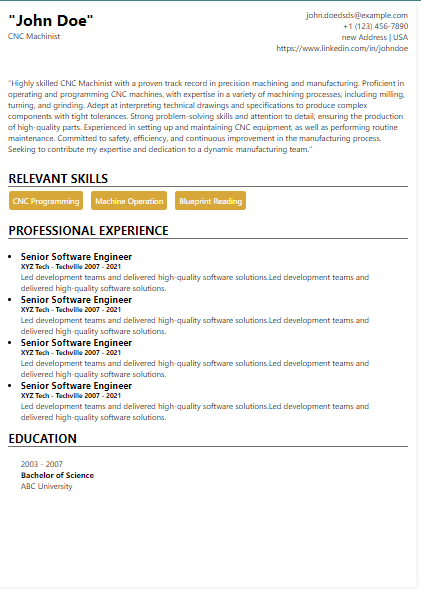 "John Doe"
CNC Machinist
john.doedsds@example.com
+1 (123) 456-7890
new Address | USA
https://www.linkedin.com/in/johndoe
"Highly skilled CNC Machinist with a proven track record in precision machining and manufacturing. Proficient in
operating and programming CNC machines, with expertise in a variety of machining processes, including milling,
turning, and grinding. Adept at interpreting technical drawings and specifications to produce complex
components with tight tolerances. Strong problem-solving skills and attention to detail, ensuring the production
of high-quality parts. Experienced in setting up and maintaining CNC equipment, as well as performing routine
maintenance. Committed to safety, efficiency, and continuous improvement in the manufacturing process.
Seeking to contribute my expertise and dedication to a dynamic manufacturing team."
RELEVANT SKILLS
CNC Programming Machine Operation Blueprint Reading
PROFESSIONAL EXPERIENCE
• Senior Software Engineer
XYZ Tech - Techville 2007 - 2021
Led development teams and delivered high-quality software solutions.Led development teams and
delivered high-quality software solutions.
• Senior Software Engineer
XYZ Tech - Techville 2007 - 2021
Led development teams and delivered high-quality software solutions.Led development teams and
delivered high-quality software solutions.
• Senior Software Engineer
XYZ Tech - Techville 2007 - 2021
Led development teams and delivered high-quality software solutions.Led development teams and
delivered high-quality software solutions.
• Senior Software Engineer
XYZ Tech - Techville 2007 - 2021
Led development teams and delivered high-quality software solutions.Led development teams and
delivered high-quality software solutions.
EDUCATION
2003 - 2007
Bachelor of Science
ABC University